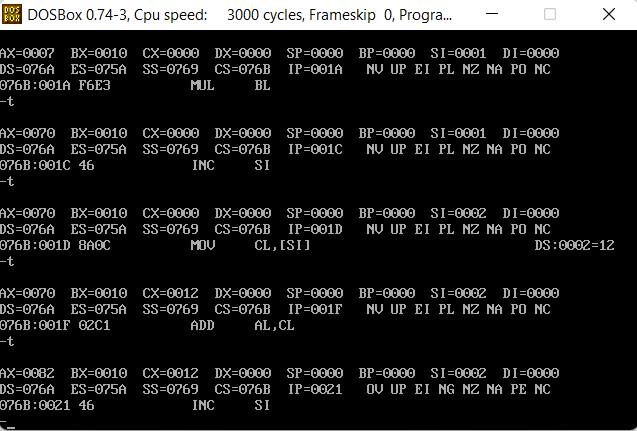 DOSBox 0.74-3, Cpu speed: 3000 cycles, Frameskip 0, Progra...
AX=0007 BX=0010 CX=0000 DX=0000 SP=0000 BP=0000 SI=0001 DI=0000
DS=076A ES=075A SS=0769 CS=076B IP=001A NV UP EI PL NZ NA PO NC
076B:001A F6E3 MUL BL
-t
AX=0070 BX=0010 CX=0000 DX=0000 SP=0000 BP=0000 SI=0001 DI=0000
DS=076A ES=075A SS=0769 CS=076B IP=001C NV UP EI PL NZ NA PO NC
076B:001C 46 INC SI
-t
AX=0070 BX=0010 CX=0000 DX=0000 SP=0000 BP=0000 SI=0002 DI=0000
DS=076A ES=075A SS=0769 CS=076B IP=001D NV UP EI PL NZ NA PO NC
076B:001D 8A0C MOV CL,[SI] DS:0002=12
-t
AX=0070 BX=0010 CX=0012 DX=0000 SP=0000 BP=0000 SI=0002 DI=0000
DS=076A ES=075A SS=0769 CS=076B IP=001F NV UP EI PL NZ NA PO NC
076B:001F 02C1 ADD AL,CL
-t
AX=0082 BX=0010 CX=0012 DX=0000 SP=0000 BP=0000 SI=0002 DI=0000
DS=076A ES=075A SS=0769 CS=076B IP=0021 OV UP EI NG NZ NA PE NC
076B:0021 46 INC SI
-_